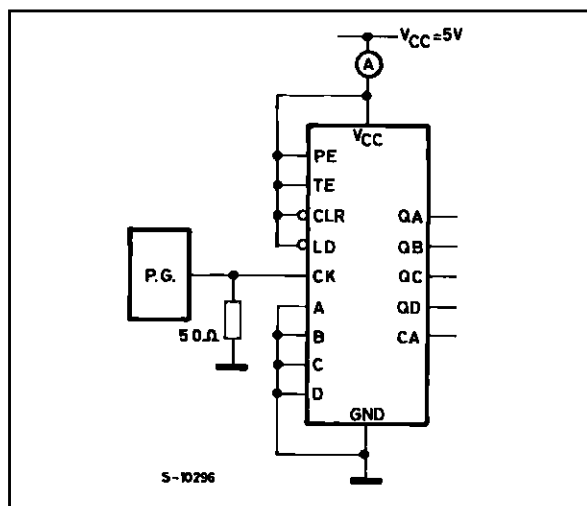 VCC=5V
A
VCC
PE
TE
CLR
QA
LD
QB
P.G.
CK
QC
A
QD
50Ω
B
CA
C
D
GND
S-10296